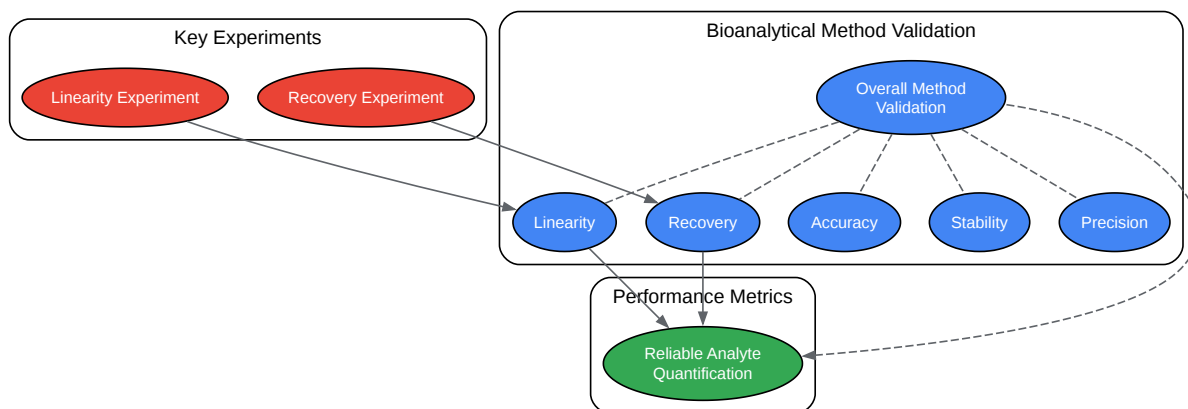 Key Experiments
Linearity Experiment
Recovery Experiment
Bioanalytical Method Validation
Overall Method
Validation
Linearity
Recovery
Accuracy
Stability
Precision
Performance Metrics
Reliable Analyte
Quantification